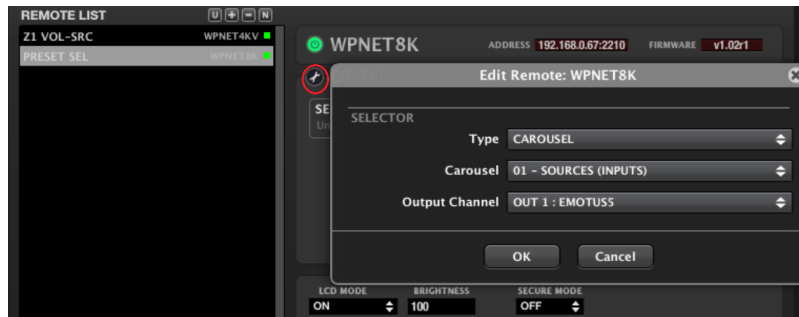 REMOTE LIST
U + - N
Z1 VOL-SRC WPNET4KV
PRESET SEL WPNET8K
WPNET8K ADDRESS 192.168.0.67:2210 FIRMWARE v1.02r1
Edit Remote: WPNET8K
SE
Un
SELECTOR
Type CAROUSEL
Carousel 01 - SOURCES (INPUTS)
Output Channel OUT 1 : EMOTUS5
OK Cancel
LCD MODE BRIGHTNESS SECURE MODE
ON 100 OFF